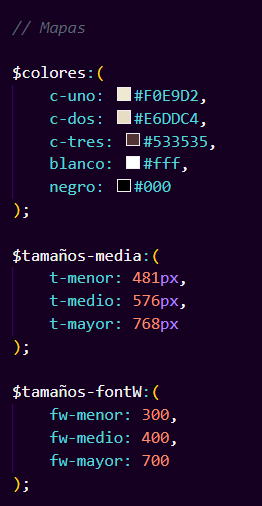 // Mapas
$colores:(
c-uno: #F0E9D2,
c-dos: #E6DDC4,
c-tres: #533535,
blanco: #fff,
negro: #000
);
$tamaños-media:(
t-menor: 481px,
t-medio: 576px,
t-mayor: 768px
);
$tamaños-fontW:(
fw-menor: 300,
fw-medio: 400,
fw-mayor: 700
);